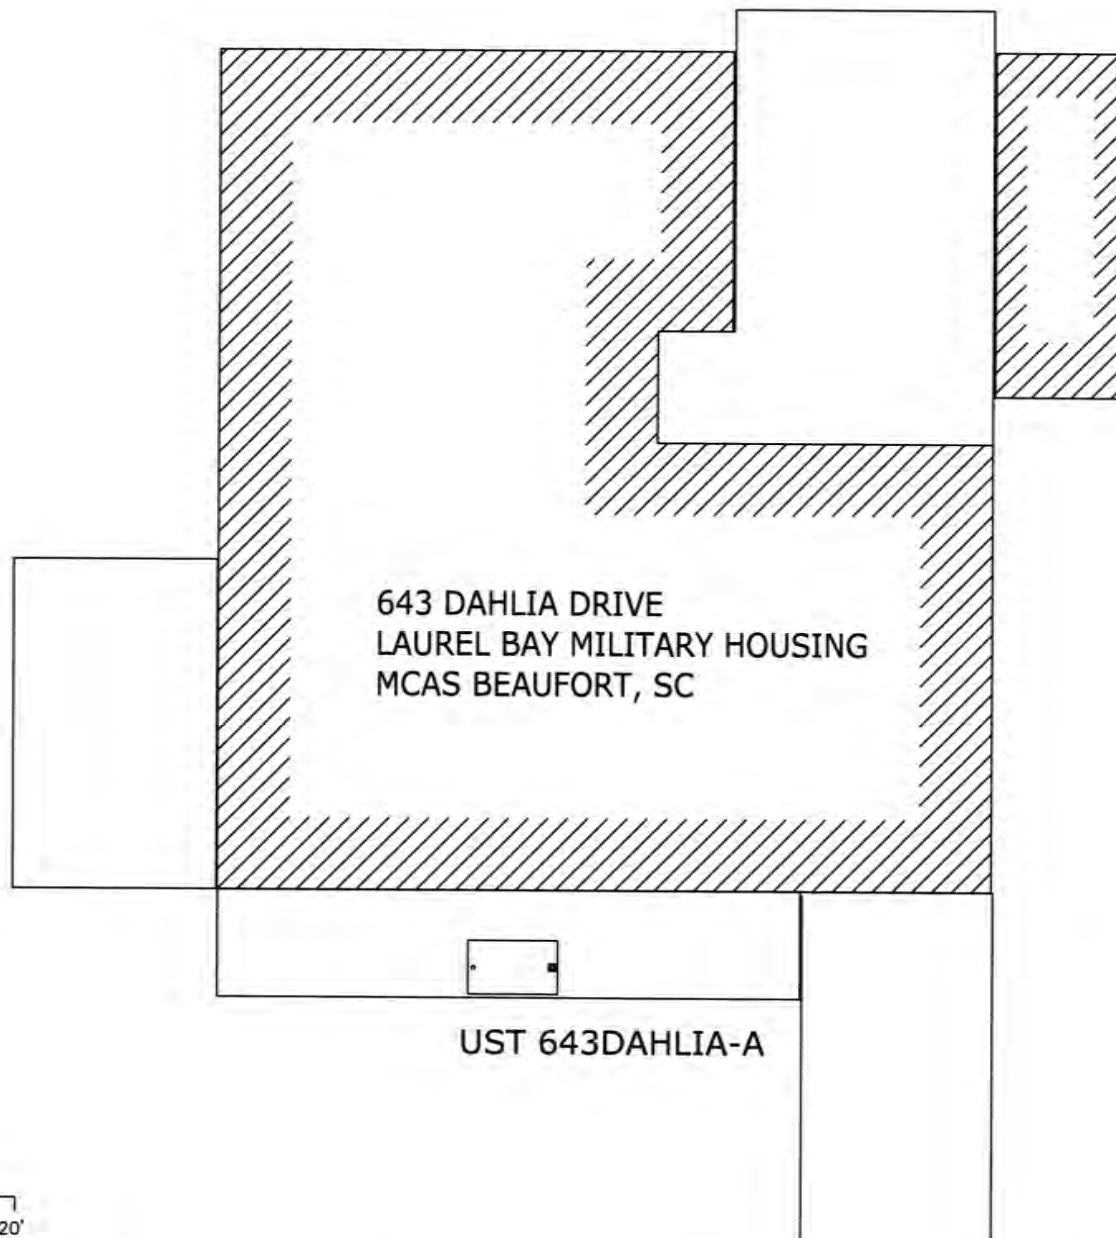 643 DAHLIA DRIVE
LAUREL BAY MILITARY HOUSING
MCAS BEAUFORT, SC
UST 643DAHLIA-A
20'